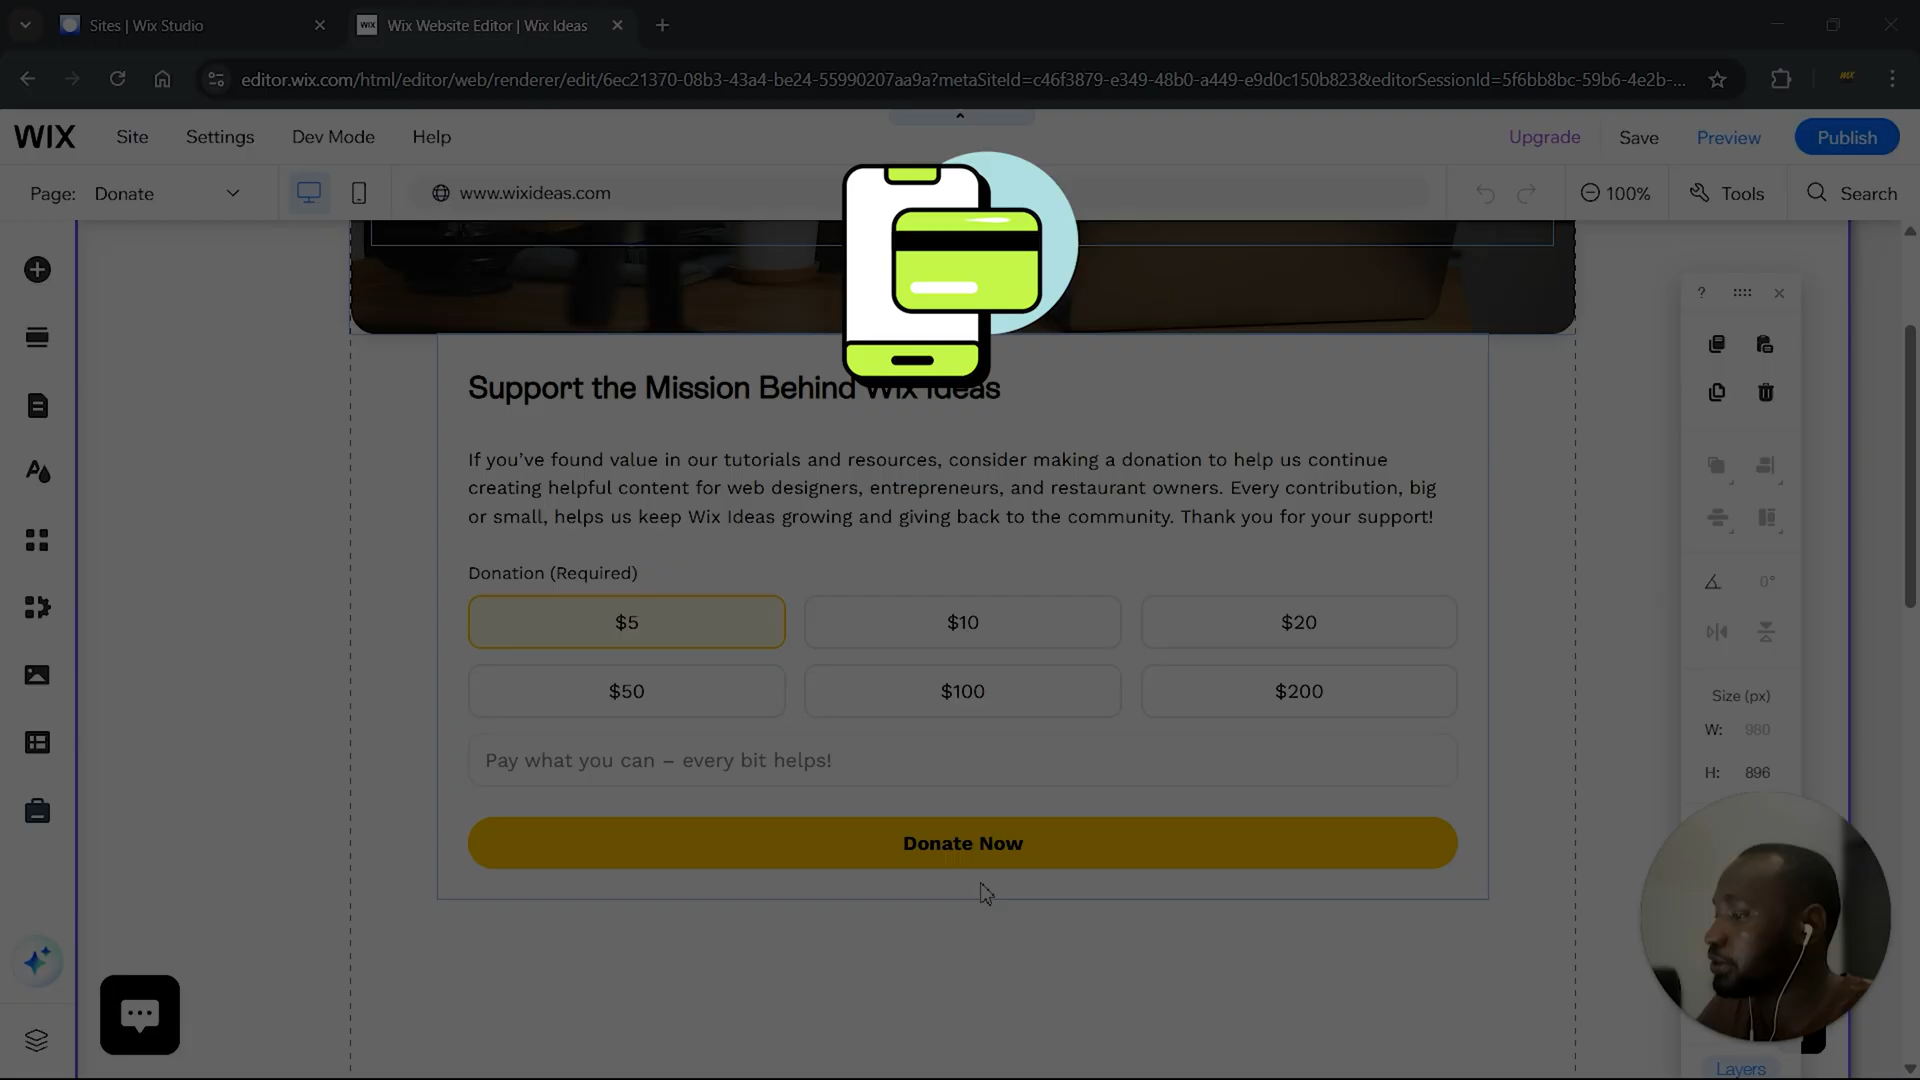 Sites | Wix Studio
WIX Wix Website Editor | Wix Ideas
editor.wix.com/html/editor/web/renderer/edit/6ec21370-08b3-43a4-be24-55990207aa9a?metaSiteId=c46f3879-e349-48b0-a449-e9d0c150b823&editorSessionId=5f6bb8bc-59b6-4e2b-...
WIX Site Settings Dev Mode Help Upgrade Save Preview Publish
Page: Donate www.wixideas.com 100% Tools Search
Support the Mission Behind Wix Ideas
If you’ve found value in our tutorials and resources, consider making a donation to help us continue
creating helpful content for web designers, entrepreneurs, and restaurant owners. Every contribution, big
or small, helps us keep Wix Ideas growing and giving back to the community. Thank you for your support!
Donation (Required)
$5 $10 $20
$50 $100 $200
Pay what you can – every bit helps!
Donate Now
?
0°
Size (px)
W: 980
H: 896
Layers